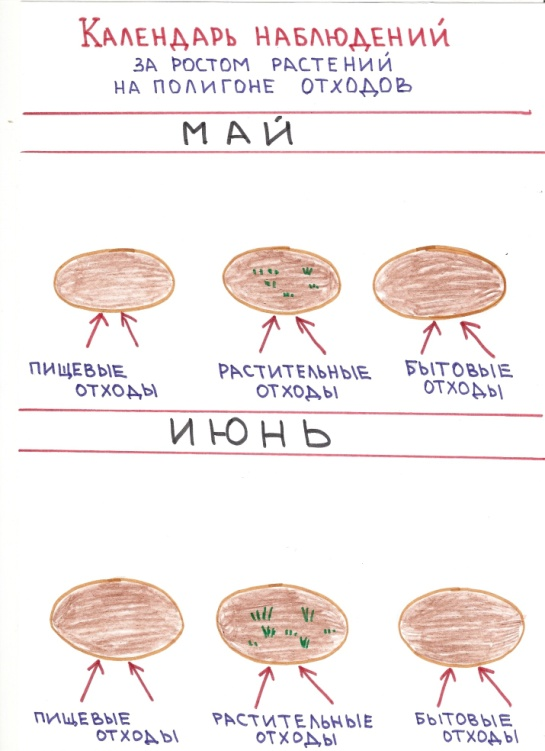 КАЛЕНДАРЬ НАБЛЮДЕНИЙ
ЗА РОСТОМ РАСТЕНИЙ
НА ПОЛИГОНЕ ОТХОДОВ
МАЙ
ПИЩЕВЫЕ ОТХОДЫ
РАСТИТЕЛЬНЫЕ ОТХОДЫ
БЫТОВЫЕ ОТХОДЫ
ИЮНЬ
ПИЩЕВЫЕ ОТХОДЫ
РАСТИТЕЛЬНЫЕ ОТХОДЫ
БЫТОВЫЕ ОТХОДЫ